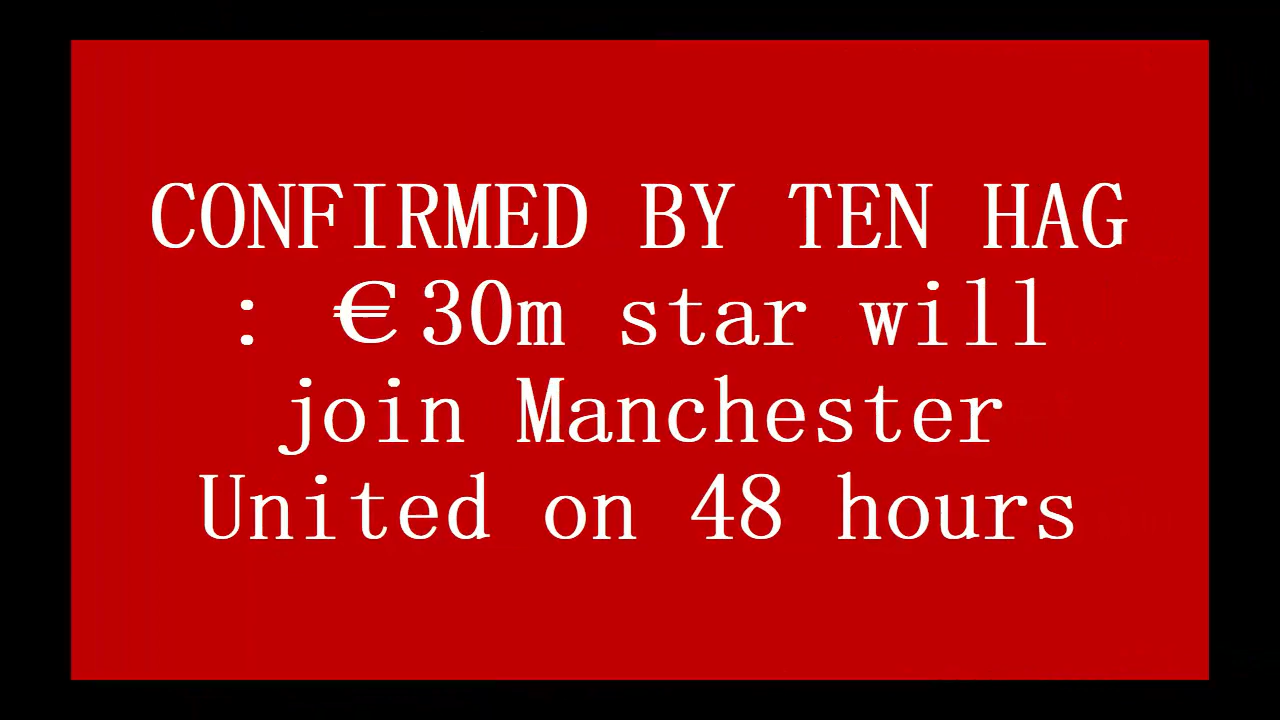 CONFIRMED BY TEN HAG
: €30m star will
join Manchester
United on 48 hours